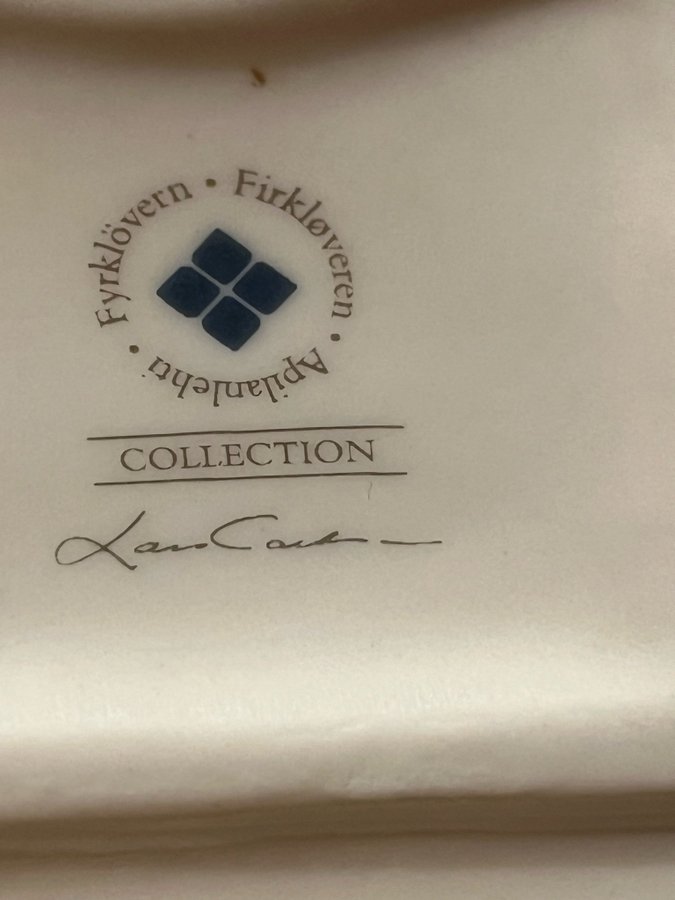 Fyrklövern • Firkløveren • Apilanlehti •
COLLECTION